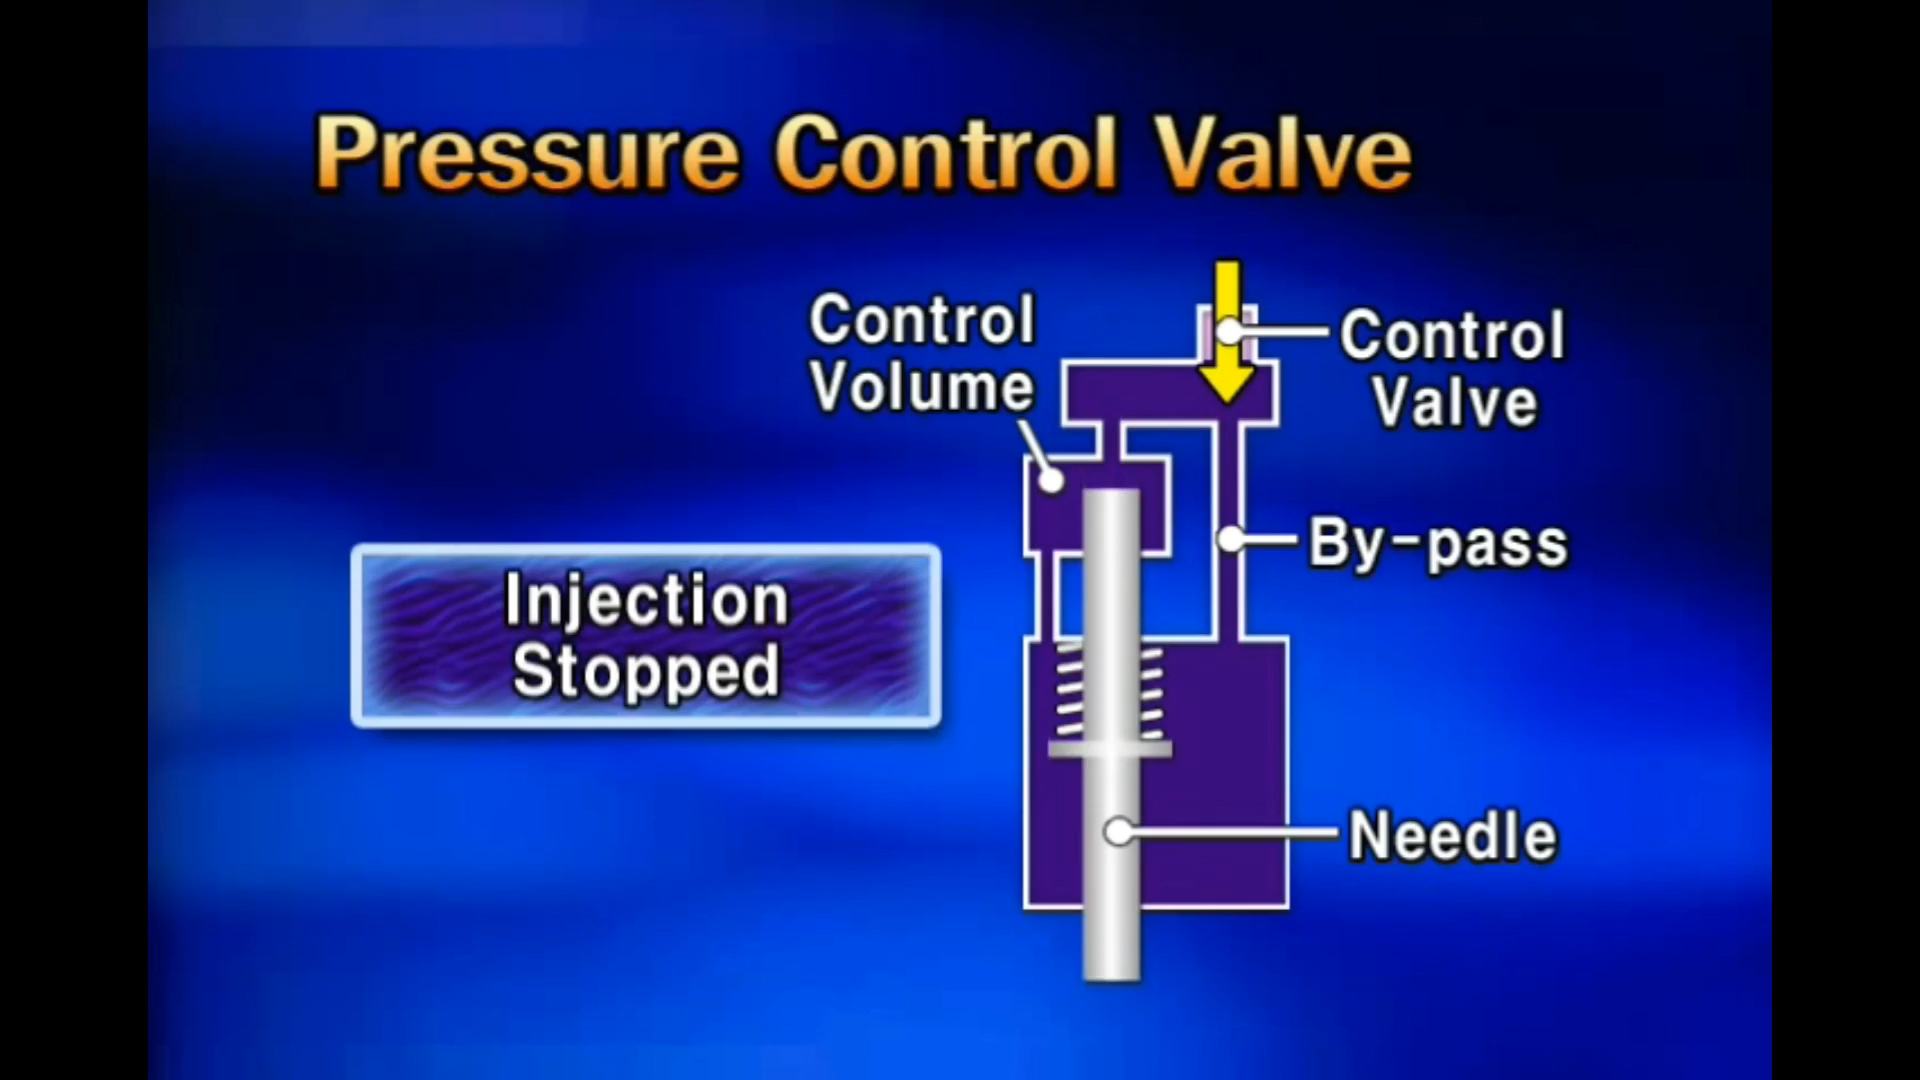 Pressure Control Valve
Control
Volume
Control
Valve
By-pass
Injection
Stopped
Needle